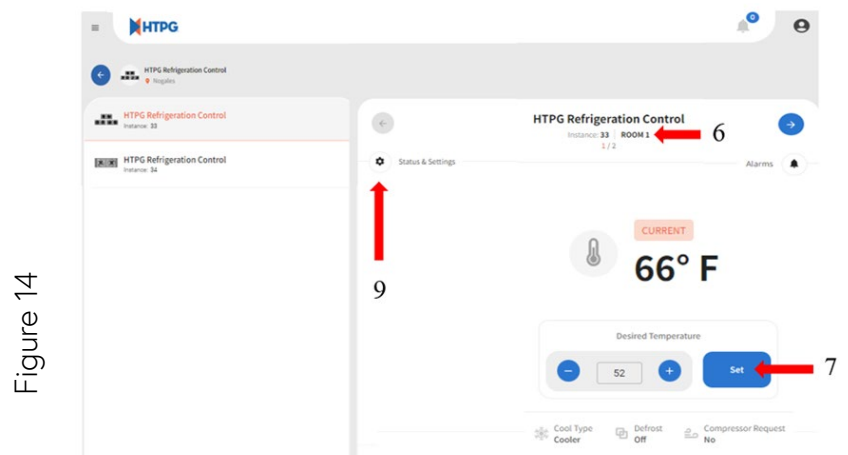 HTPG
0
HTPG Refrigeration Control
Nogales
HTPG Refrigeration Control
Instance: 33
HTPG Refrigeration Control
Instance: 34
HTPG Refrigeration Control
Instance: 33 | ROOM 1
6
1 / 2
Status & Settings
Alarms
9
CURRENT
66° F
Desired Temperature
52
Set
7
Cool Type
Cooler
Defrost
Off
Compressor Request
No
Figure 14